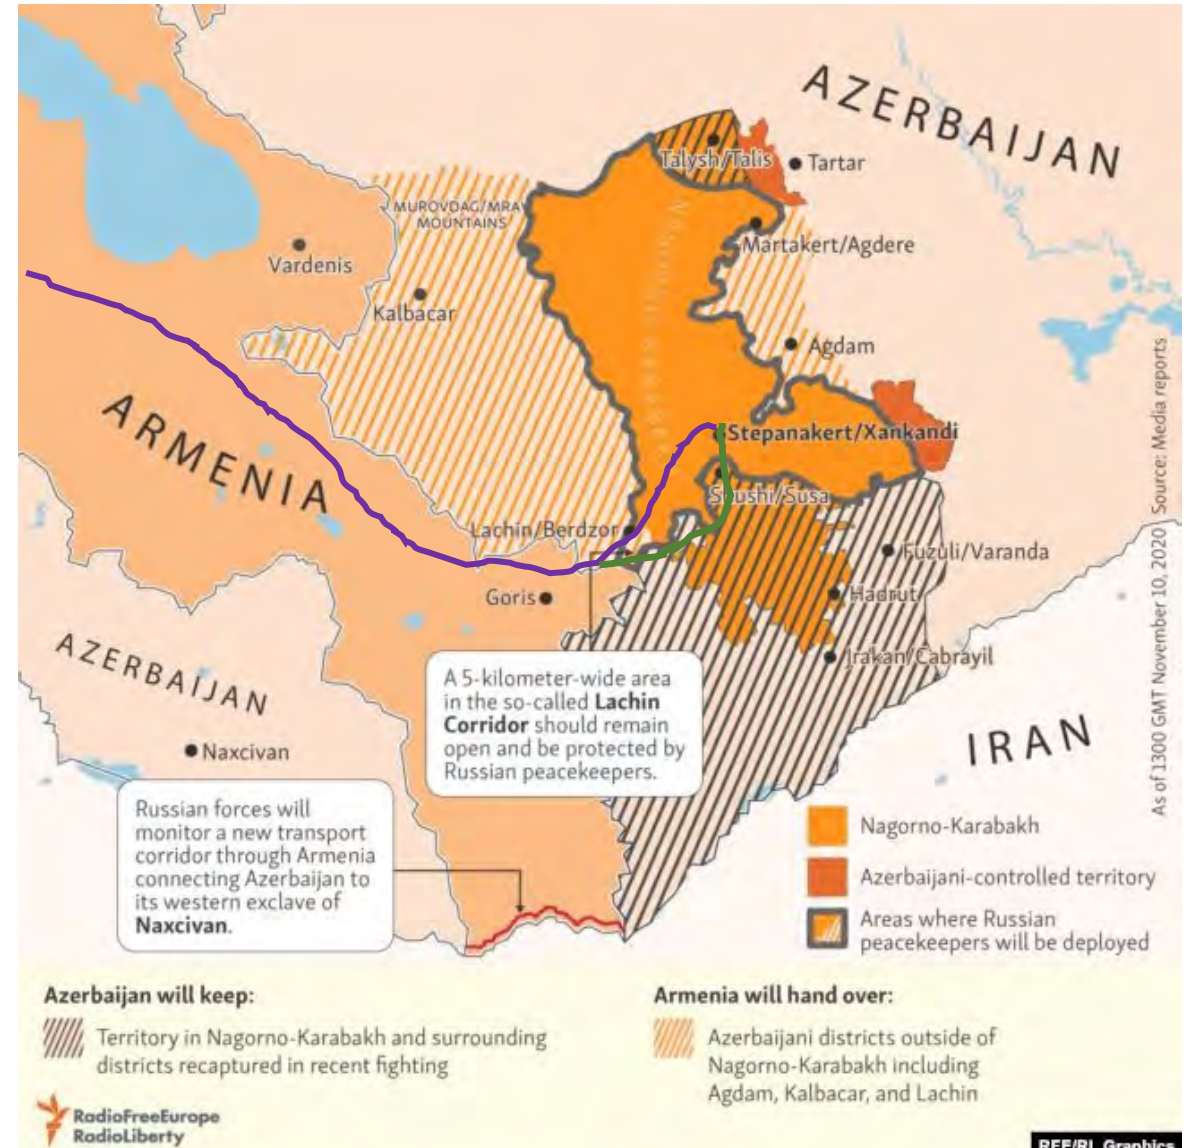 AZERBAIJAN
Talysh/Talis
Tartar
MUROVDAG/MRAV
MOUNTAINS
Martakert/Agdere
Vardenis
Kalbacar
Agdam
ARMENIA
Stepanakert/Xankandi
Shushi/Susa
Lachin/Berdzor
Fuzuli/Varanda
Goris
Hadrut
Jrakan/Cabrayil
AZERBAIJAN
Naxcivan
IRAN
A 5-kilometer-wide area
in the so-called Lachin
Corridor should remain
open and be protected by
Russian peacekeepers.
Russian forces will
monitor a new transport
corridor through Armenia
connecting Azerbaijan to
its western exclave of
Naxcivan.
As of 1300 GMT November 10, 2020 Source: Media reports
Nagorno-Karabakh
Azerbaijani-controlled territory
Areas where Russian
peacekeepers will be deployed
Azerbaijan will keep:
Territory in Nagorno-Karabakh and surrounding
districts recaptured in recent fighting
Armenia will hand over:
Azerbaijani districts outside of
Nagorno-Karabakh including
Agdam, Kalbacar, and Lachin
RadioFreeEurope
RadioLiberty
RFE/RL Graphics